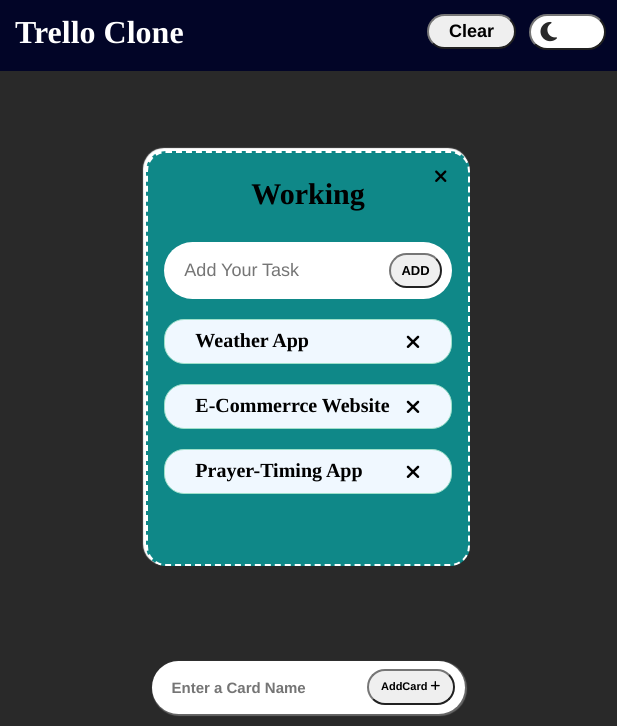 Trello Clone
Clear
Working
Add Your Task
ADD
Weather App
E-Commerrce Website
Prayer-Timing App
Enter a Card Name
AddCard +